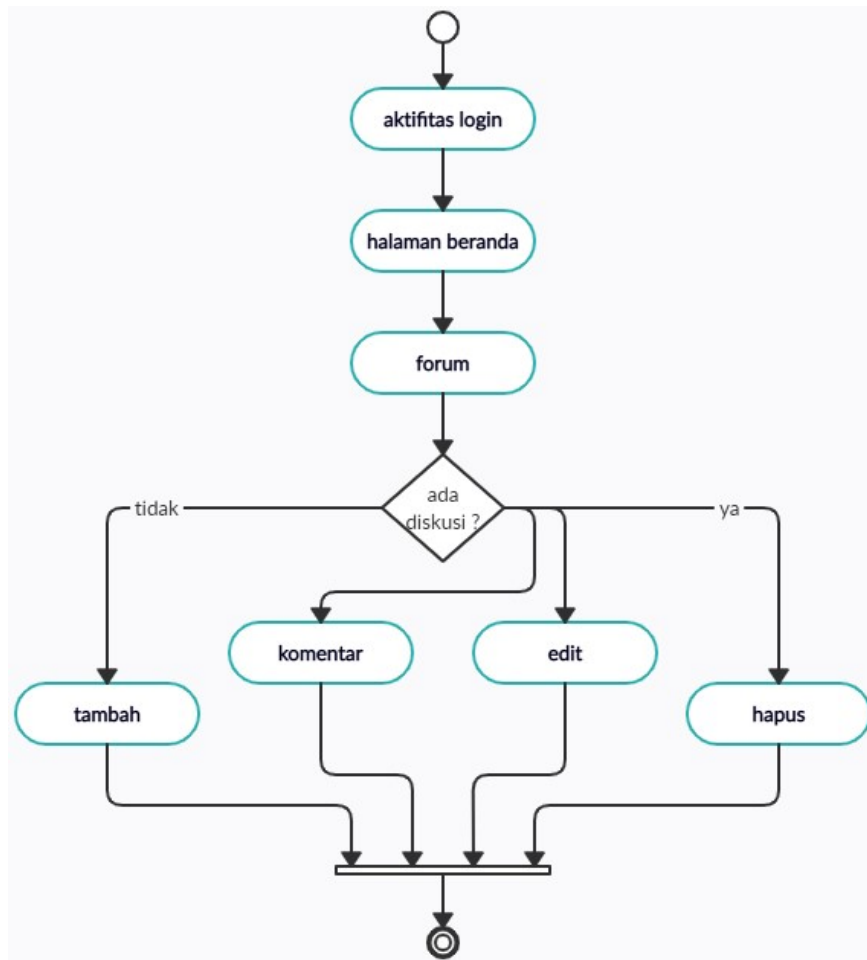 aktifitas login
halaman beranda
forum
ada
diskusi ?
tidak
ya
komentar
edit
tambah
hapus